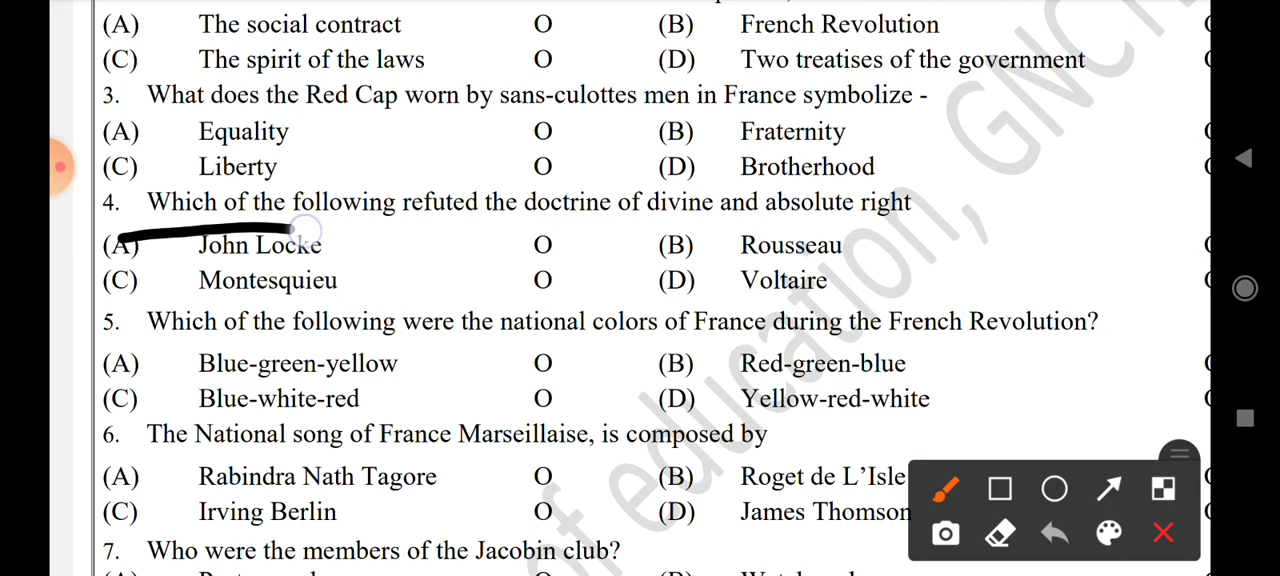 (A) The social contract O (B) French Revolution
(C) The spirit of the laws O (D) Two treatises of the government
3. What does the Red Cap worn by sans-culottes men in France symbolize -
(A) Equality O (B) Fraternity
(C) Liberty O (D) Brotherhood
4. Which of the following refuted the doctrine of divine and absolute right
(A) John Locke O (B) Rousseau
(C) Montesquieu O (D) Voltaire
5. Which of the following were the national colors of France during the French Revolution?
(A) Blue-green-yellow O (B) Red-green-blue
(C) Blue-white-red O (D) Yellow-red-white
6. The National song of France Marseillaise, is composed by
(A) Rabindra Nath Tagore O (B) Roget de L’Isle
(C) Irving Berlin O (D) James Thomson
7. Who were the members of the Jacobin club?
of education, GNCT